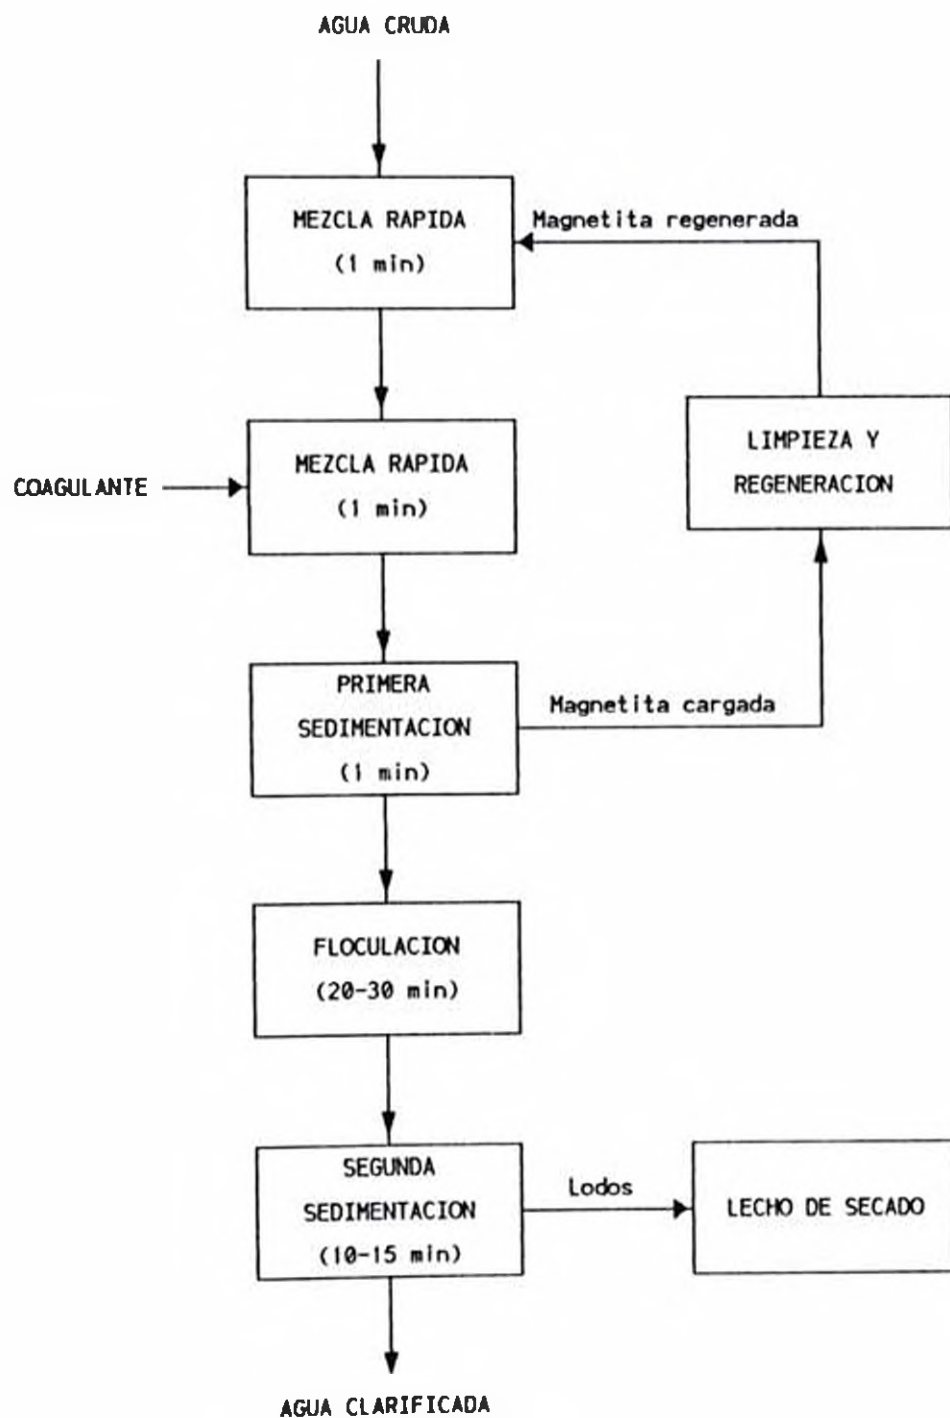 AGUA CRUDA
MEZCLA RAPIDA
(1 min)
Magnetita regenerada
LIMPIEZA Y
REGENERACION
COAGULANTE
MEZCLA RAPIDA
(1 min)
PRIMERA
SEDIMENTACION
(1 min)
Magnetita cargada
FLOCULACION
(20-30 min)
SEGUNDA
SEDIMENTACION
(10-15 min)
Lodos
LECHO DE SECADO
AGUA CLARIFICADA